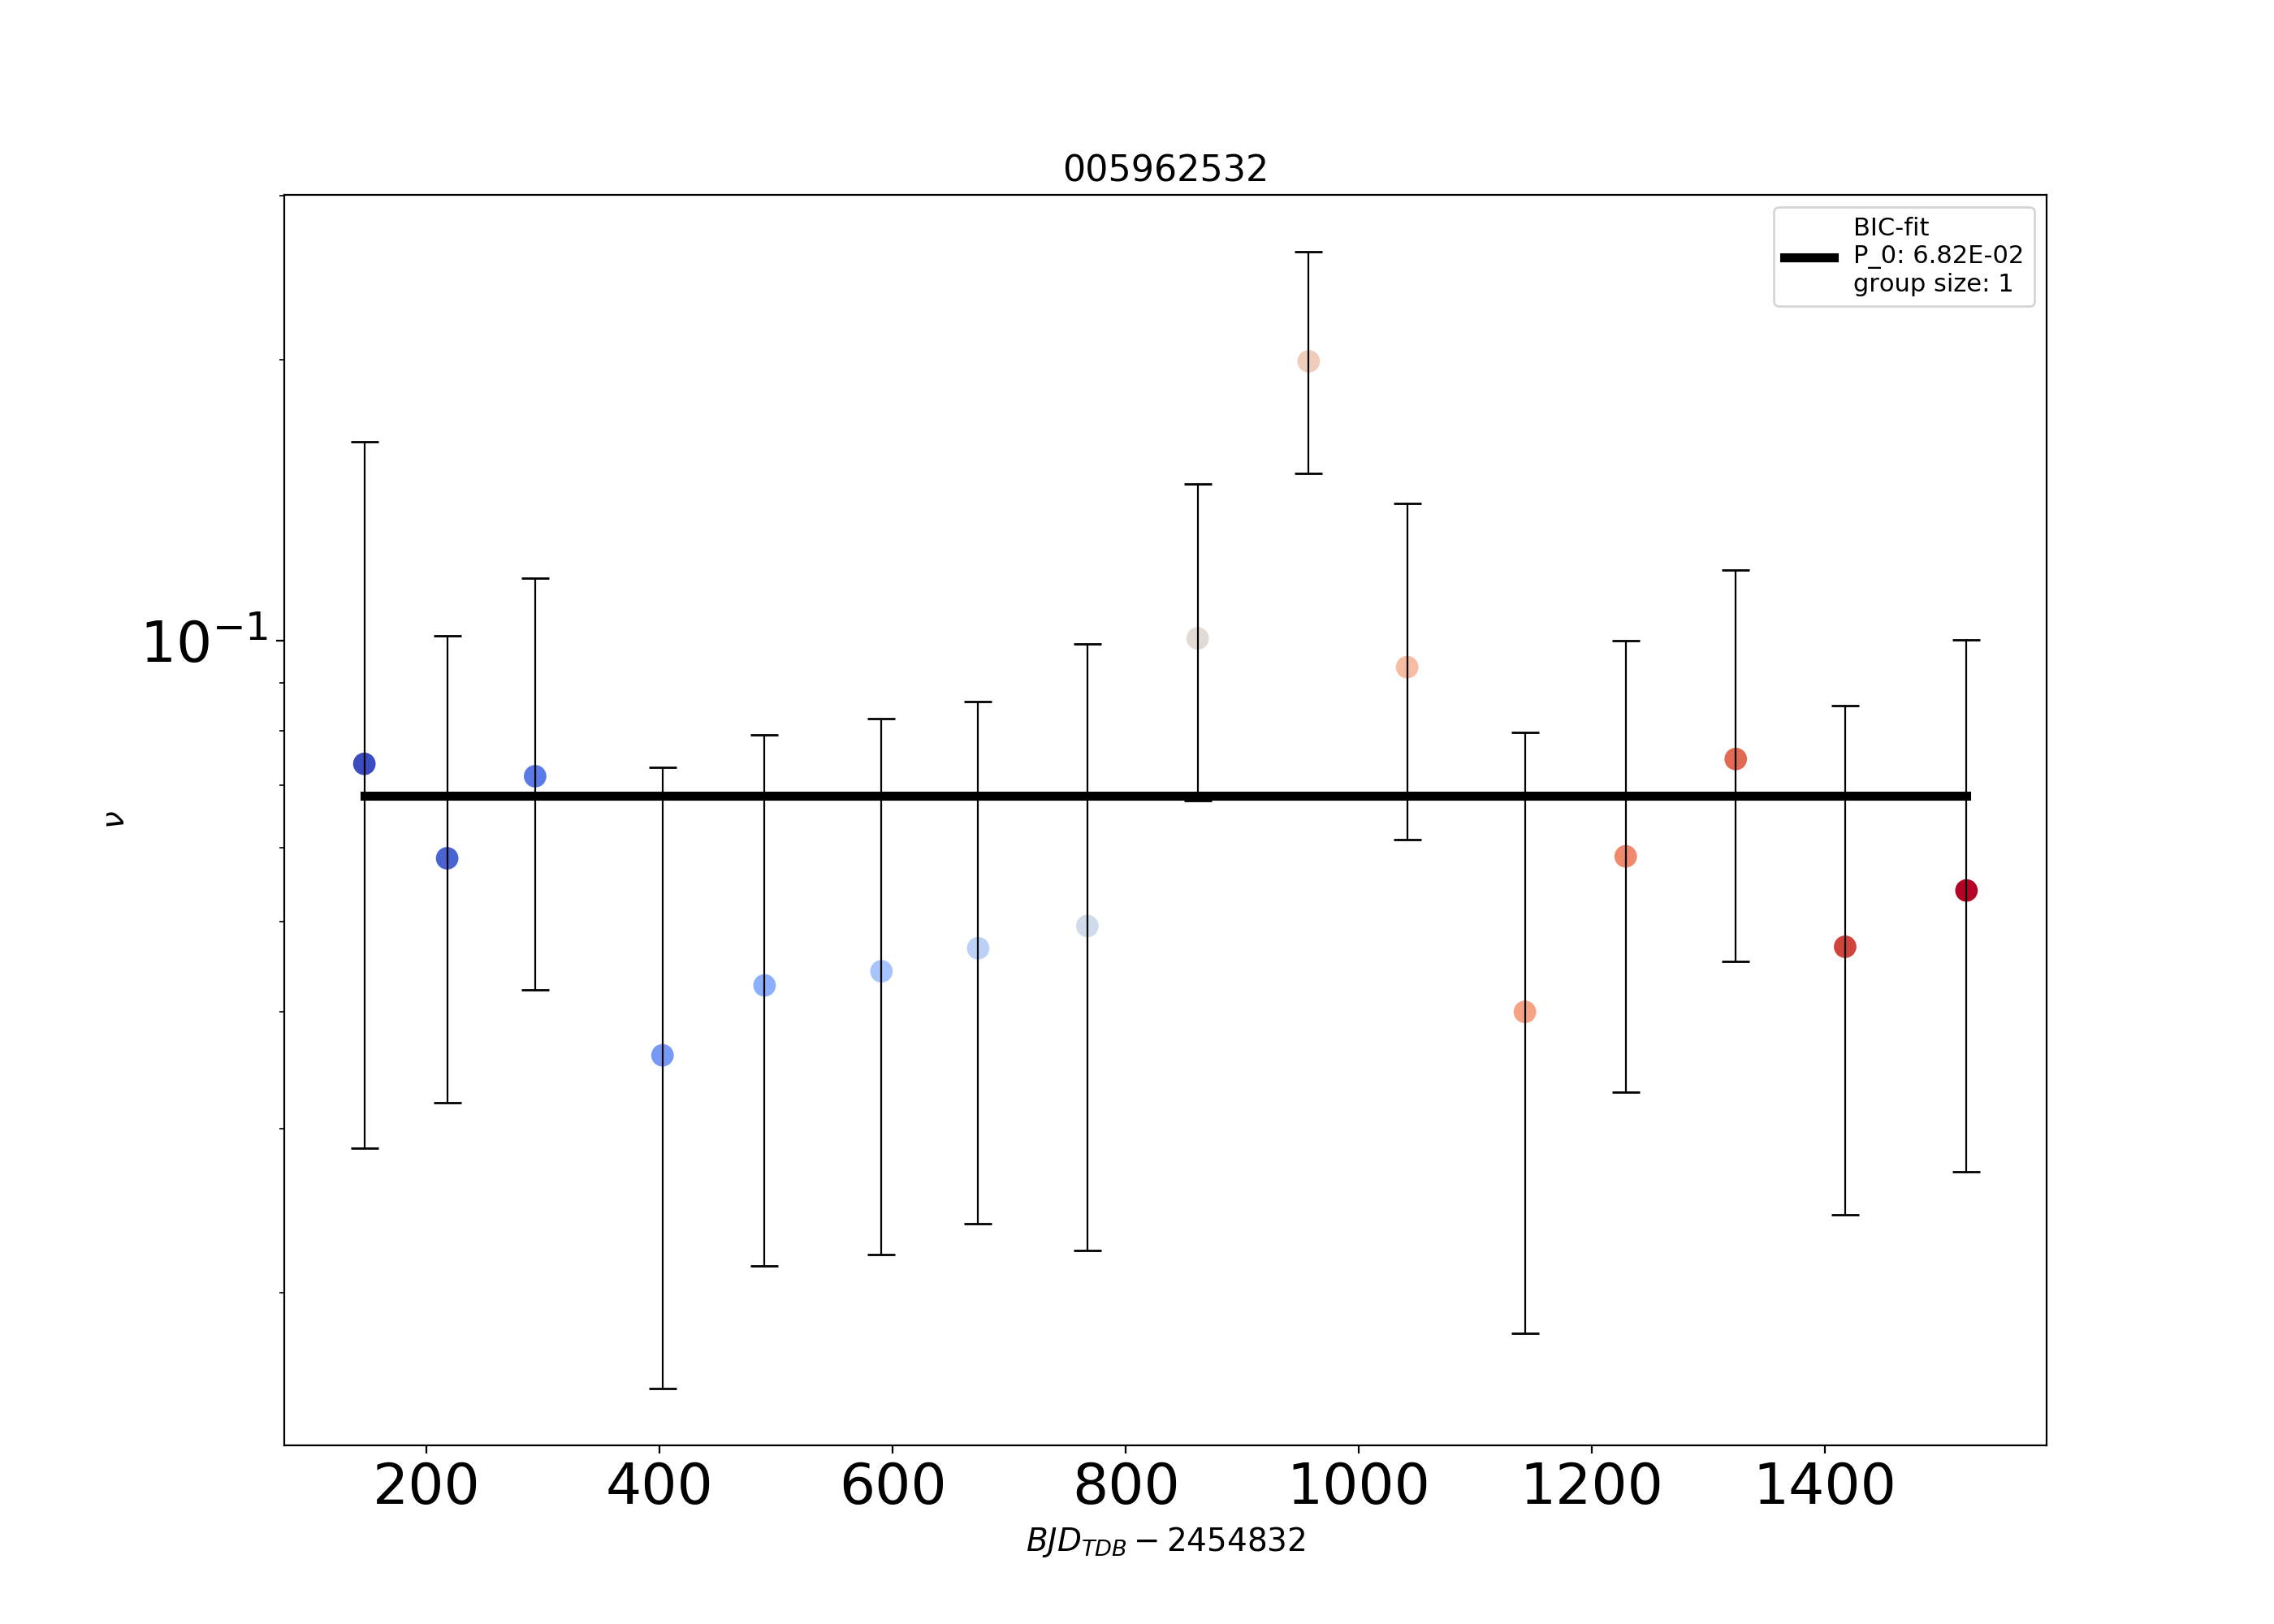 005962532
BIC-fit
P_0: 6.82E-02
group size: 1
10⁻¹
ν
200 400 600 800 1000 1200 1400
BJD_TDB − 2454832